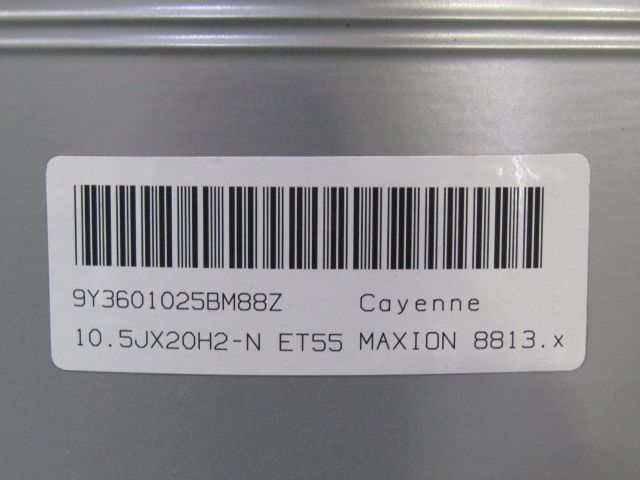 9Y3601025BM88Z Cayenne
10.5JX20H2-N ET55 MAXION 8813.x